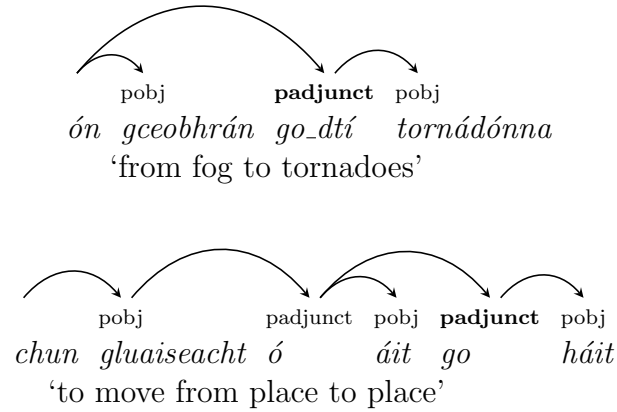 pobj padjunct pobj
ón gceobhrán go_dtí tornádónna
‘from fog to tornadoes’
pobj padjunct pobj padjunct pobj
chun gluaiseacht ó áit go háit
‘to move from place to place’